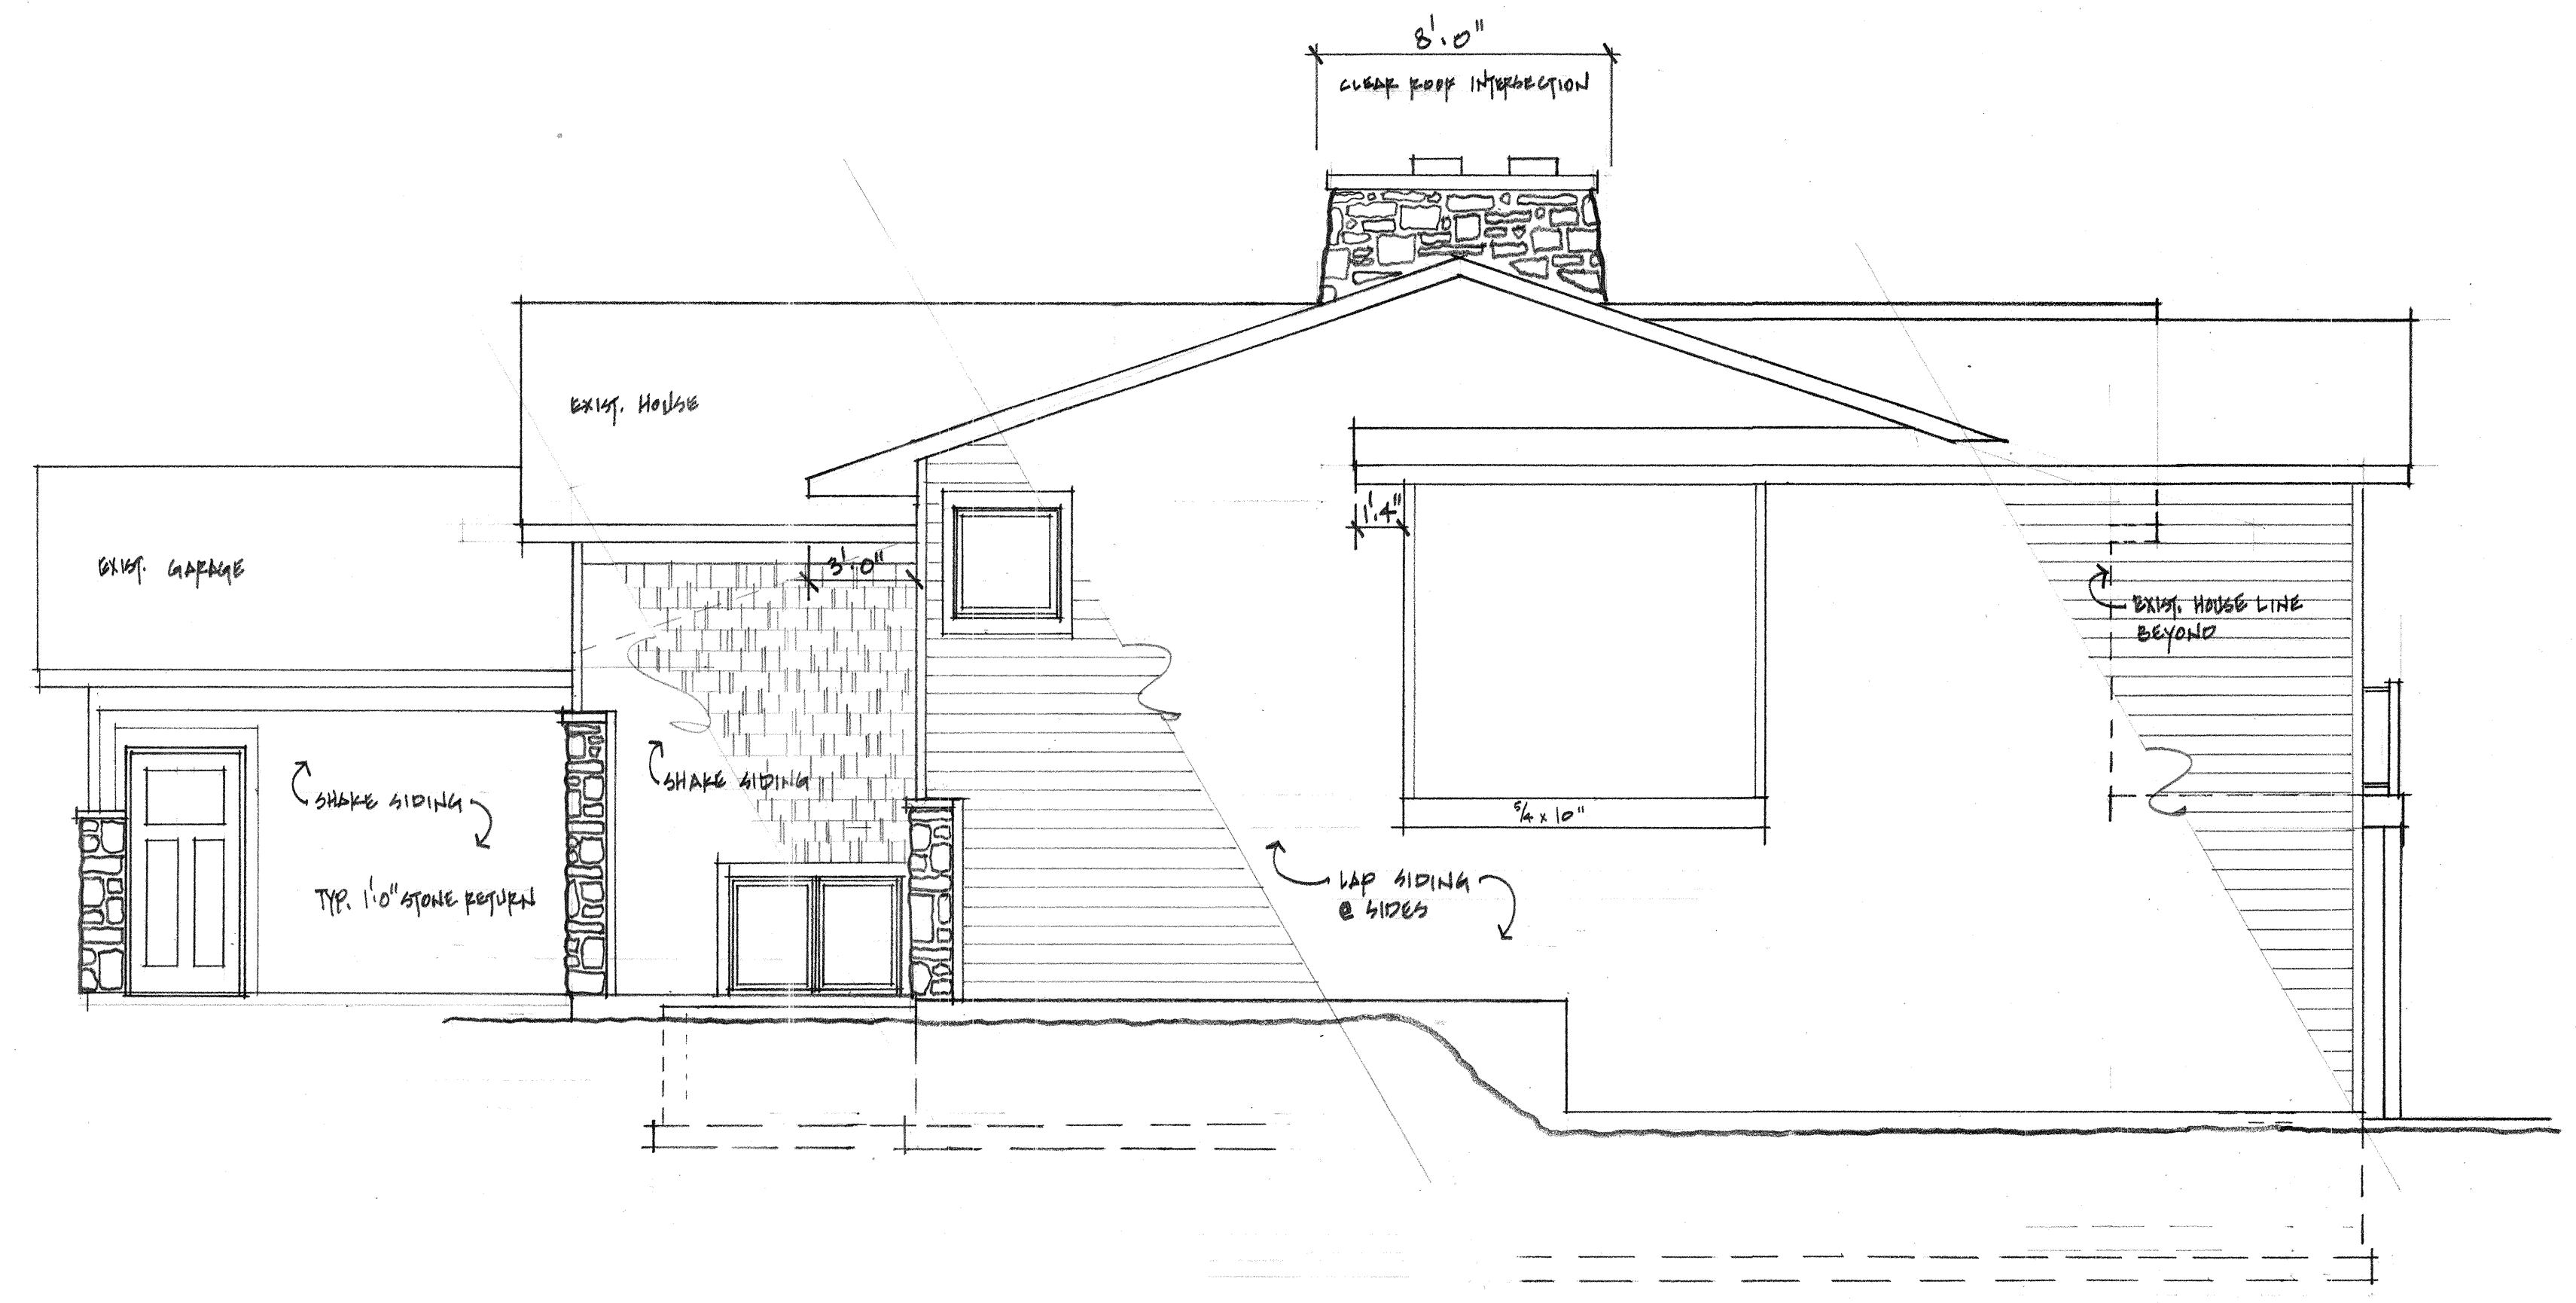 8'·0"
CLEAR ROOF INTERSECTION
EXIST. HOUSE
1'·4"
EXIST. GARAGE
3'·0"
EXIST. HOUSE LINE
BEYOND
SHAKE SIDING
SHAKE SIDING
5/4 x 10"
TYP. 1'·0" STONE RETURN
LAP SIDING
@ SIDES